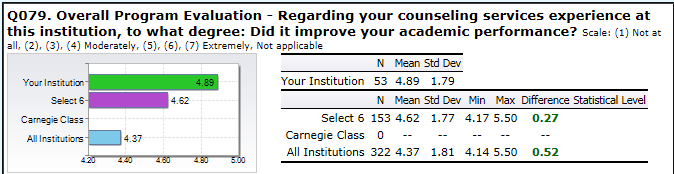 Q079. Overall Program Evaluation - Regarding your counseling services experience at
this institution, to what degree: Did it improve your academic performance? Scale: (1) Not at
all, (2), (3), (4) Moderately, (5), (6), (7) Extremely, Not applicable
Your Institution 4.89
Select 6 4.62
Carnegie Class
All Institutions 4.37
4.20 4.40 4.60 4.80 5.00
N Mean Std Dev
Your Institution 53 4.89 1.79
N Mean Std Dev Min Max Difference Statistical Level
Select 6 153 4.62 1.77 4.17 5.50 0.27
Carnegie Class 0 -- -- -- -- --
All Institutions 322 4.37 1.81 4.14 5.50 0.52